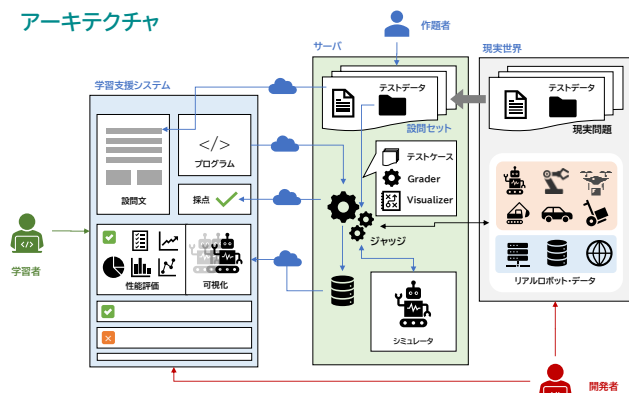 アーキテクチャ
作題者
サーバ
現実世界
学習支援システム
テストデータ
テストデータ
設問セット
現実問題
</>
プログラム
テストケース
Grader
Visualizer
設問文
採点
ジャッジ
学習者
性能評価
可視化
リアルロボット・データ
シミュレータ
開発者